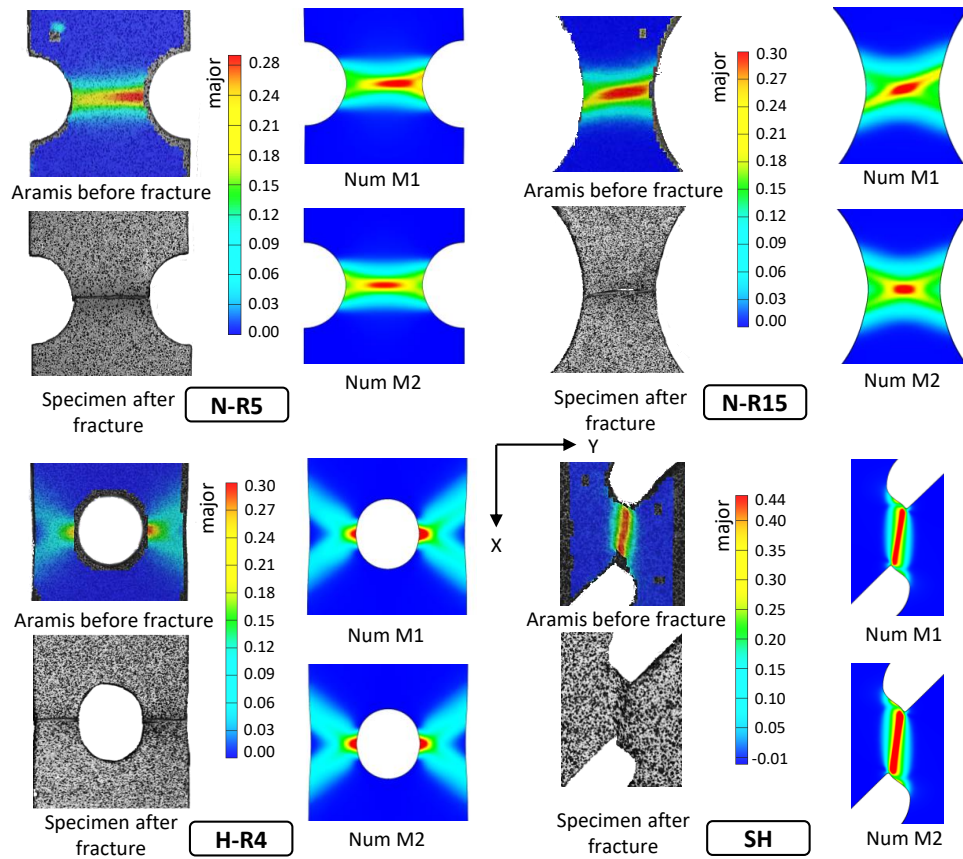 major
0.28
0.24
0.21
0.18
0.15
0.12
0.09
0.06
0.03
0.00
Aramis before fracture
Num M1
Specimen after
fracture
N-R5
Num M2
major
0.30
0.27
0.24
0.21
0.18
0.15
0.12
0.09
0.06
0.03
0.00
Aramis before fracture
Num M1
Specimen after
fracture
N-R15
Num M2
Y
X
major
0.30
0.27
0.24
0.21
0.18
0.15
0.12
0.09
0.06
0.03
0.00
Aramis before fracture
Num M1
Specimen after
fracture
H-R4
Num M2
major
0.44
0.40
0.35
0.30
0.25
0.20
0.15
0.10
0.05
-0.01
Aramis before fracture
Num M1
Specimen after
fracture
SH
Num M2